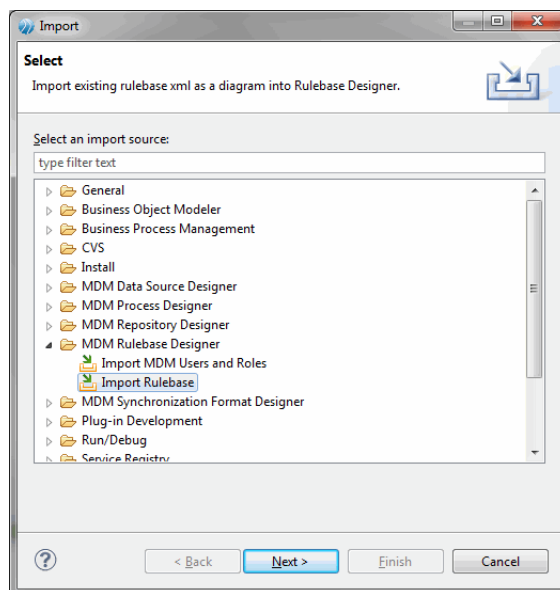 Import
Select
Import existing rulebase xml as a diagram into Rulebase Designer.
Select an import source:
type filter text
General
Business Object Modeler
Business Process Management
CVS
Install
MDM Data Source Designer
MDM Process Designer
MDM Repository Designer
MDM Rulebase Designer
Import MDM Users and Roles
Import Rulebase
MDM Synchronization Format Designer
Plug-in Development
Run/Debug
Service Registry
?
< Back
Next >
Finish
Cancel